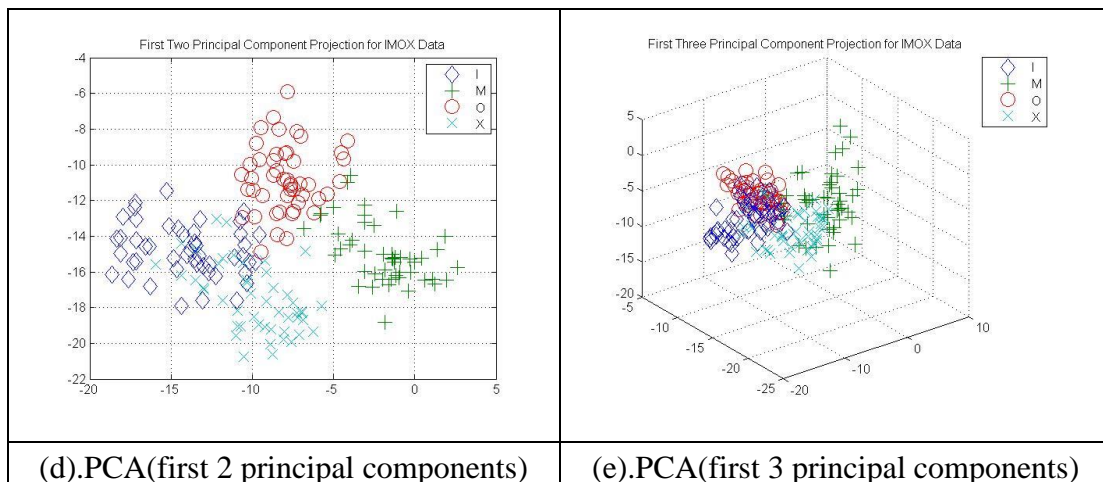 First Two Principal Component Projection for IMOX Data
-4
-6
-8
-10
-12
-14
-16
-18
-20
-22
-20
-15
-10
-5
0
5
I
M
O
X
First Three Principal Component Projection for IMOX Data
5
0
-5
-10
-15
-20
-5
-10
-15
-20
-25
-20
-10
0
10
I
M
O
X
(d).PCA(first 2 principal components)
(e).PCA(first 3 principal components)